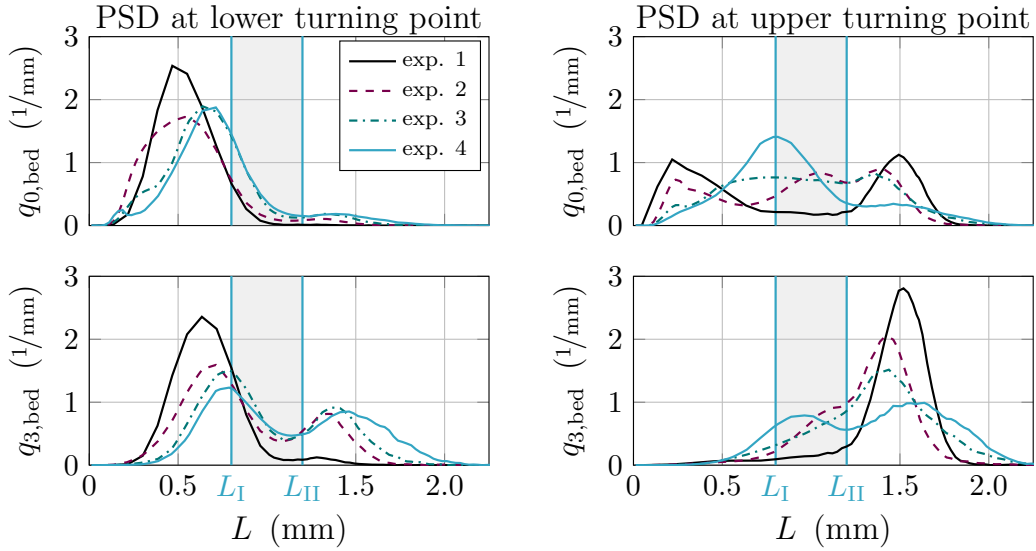 PSD at lower turning point
PSD at upper turning point
3
2
1
0
q0,bed (1/mm)
exp. 1
exp. 2
exp. 3
exp. 4
3
2
1
0
q0,bed (1/mm)
3
2
1
0
q3,bed (1/mm)
0 0.5 LI LII 1.5 2.0
L (mm)
3
2
1
0
q3,bed (1/mm)
0 0.5 LI LII 1.5 2.0
L (mm)